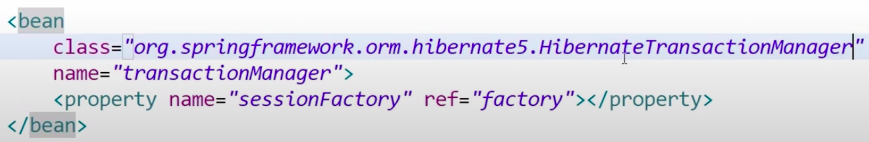 <bean
class="org.springframework.orm.hibernate5.HibernateTransactionManager"
name="transactionManager">
<property name="sessionFactory" ref="factory"></property>
</bean>